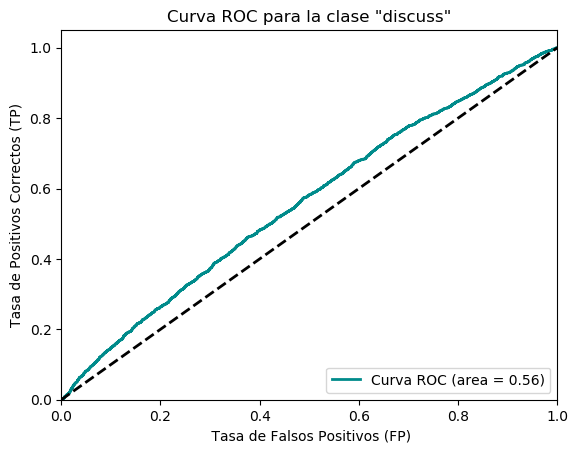 Curva ROC para la clase "discuss"
Tasa de Positivos Correctos (TP)
1.0
0.8
0.6
0.4
0.2
0.0
0.0 0.2 0.4 0.6 0.8 1.0
Curva ROC (area = 0.56)
Tasa de Falsos Positivos (FP)